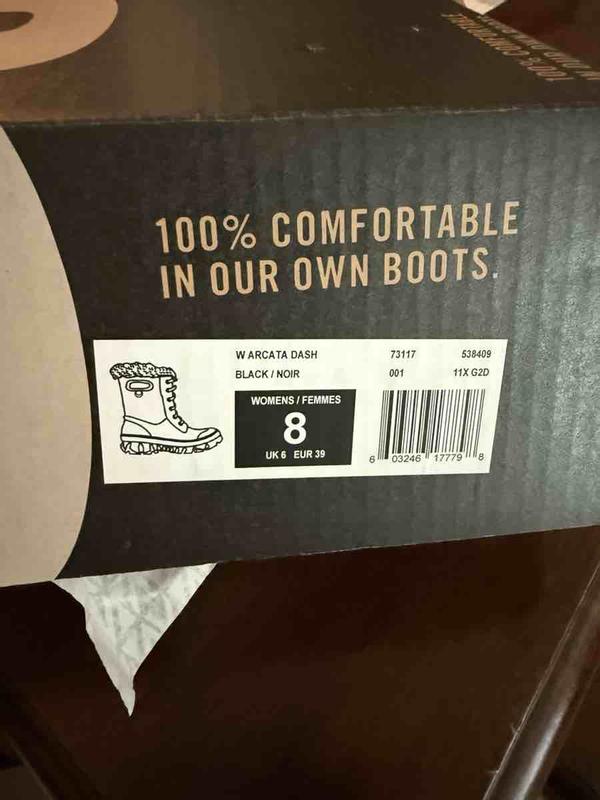 100% COMFORTABLE
IN OUR OWN BOOTS.
W ARCATA DASH 73117 538409
BLACK / NOIR 001 11X G2D
WOMENS / FEMMES
8
UK 6 EUR 39
6 03246 17779 8